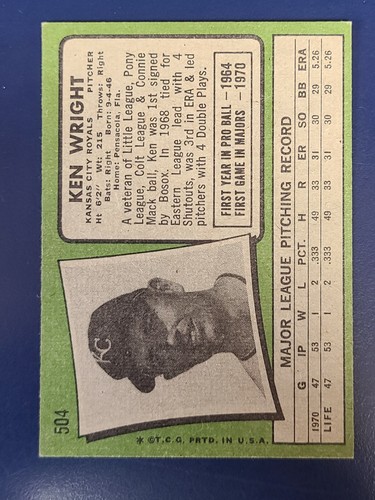 504
KEN WRIGHT
KANSAS CITY ROYALS PITCHER
Ht: 6'2" Wt: 215 Throws: Right
Bats: Right Born: 9-4-46
Home: Pensacola, Fla.
A veteran of Little League, Pony
League, Colt League & Connie
Mack ball, Ken was 1st signed
by Bosox. In 1968 tied for
Eastern League lead with 4
Shutouts, was 3rd in ERA & led
pitchers with 4 Double Plays.
FIRST YEAR IN PRO BALL — 1964
FIRST GAME IN MAJORS — 1970
KC
* © T.C.G. PRTD. IN U.S.A.
MAJOR LEAGUE PITCHING RECORD
G IP W L PCT. H R ER SO BB ERA
1970 47 53 1 2 .333 49 33 31 30 29 5.26
LIFE 47 53 1 2 .333 49 33 31 30 29 5.26